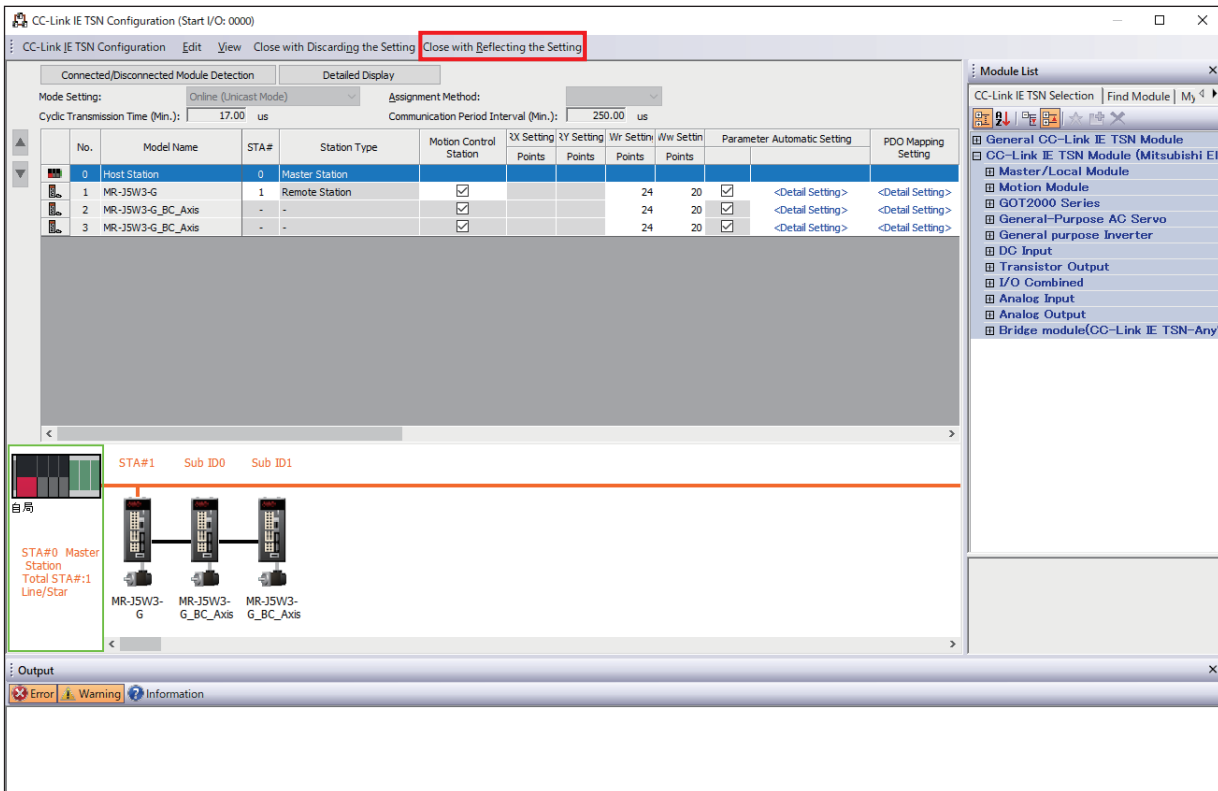 CC-Link IE TSN Configuration (Start I/O: 0000)
CC-Link IE TSN Configuration Edit View Close with Discarding the Setting Close with Reflecting the Setting
Connected/Disconnected Module Detection Detailed Display
Mode Setting: Online (Unicast Mode) Assignment Method:
Cyclic Transmission Time (Min.): 17.00 us Communication Period Interval (Min.): 250.00 us
No. Model Name STA# Station Type Motion Control Station RX Setting RY Setting Wr Setting Ww Settin Parameter Automatic Setting PDO Mapping Setting
Points Points Points Points
0 Host Station 0 Master Station
1 MR-J5W3-G 1 Remote Station 24 20 <Detail Setting> <Detail Setting>
2 MR-J5W3-G_BC_Axis - - 24 20 <Detail Setting> <Detail Setting>
3 MR-J5W3-G_BC_Axis - - 24 20 <Detail Setting> <Detail Setting>
STA#1 Sub ID0 Sub ID1
自局
STA#0 Master
Station
Total STA#:1
Line/Star
MR-J5W3-G MR-J5W3-G_BC_Axis MR-J5W3-G_BC_Axis
Module List
CC-Link IE TSN Selection Find Module My
General CC-Link IE TSN Module
CC-Link IE TSN Module (Mitsubishi El
Master/Local Module
Motion Module
GOT2000 Series
General-Purpose AC Servo
General purpose Inverter
DC Input
Transistor Output
I/O Combined
Analog Input
Analog Output
Bridge module(CC-Link IE TSN-Any
Output
Error Warning Information